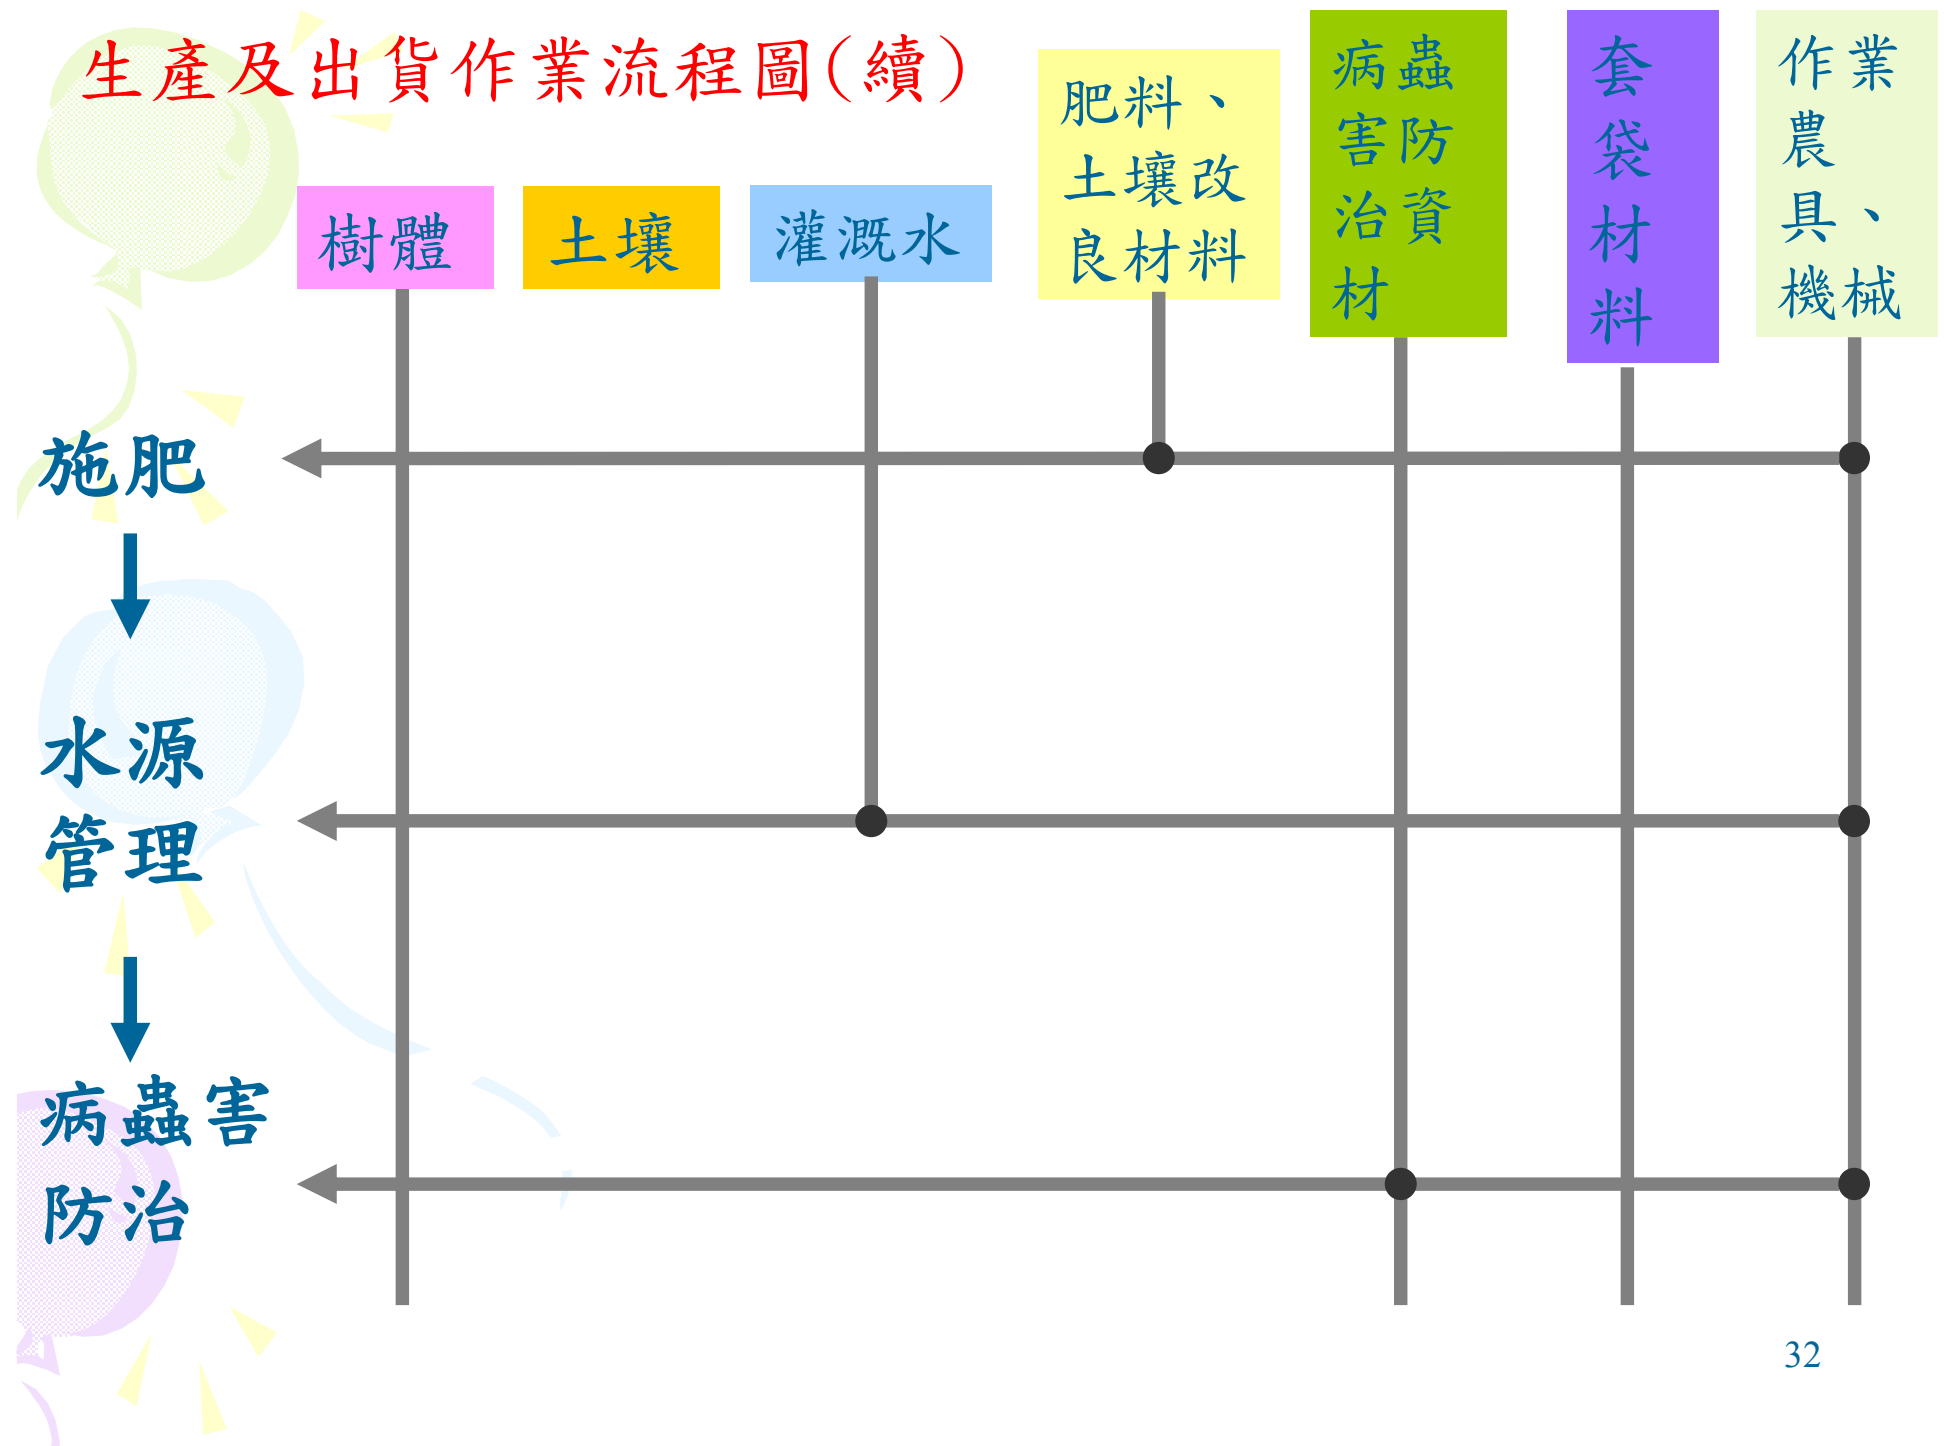 生產及出貨作業流程圖(續)
樹體
土壤
灌溉水
肥料、
土壤改
良材料
病蟲
害防
治資
材
套
袋
材
料
作業
農
具、
機械
施肥
水源
管理
病蟲害
防治
32